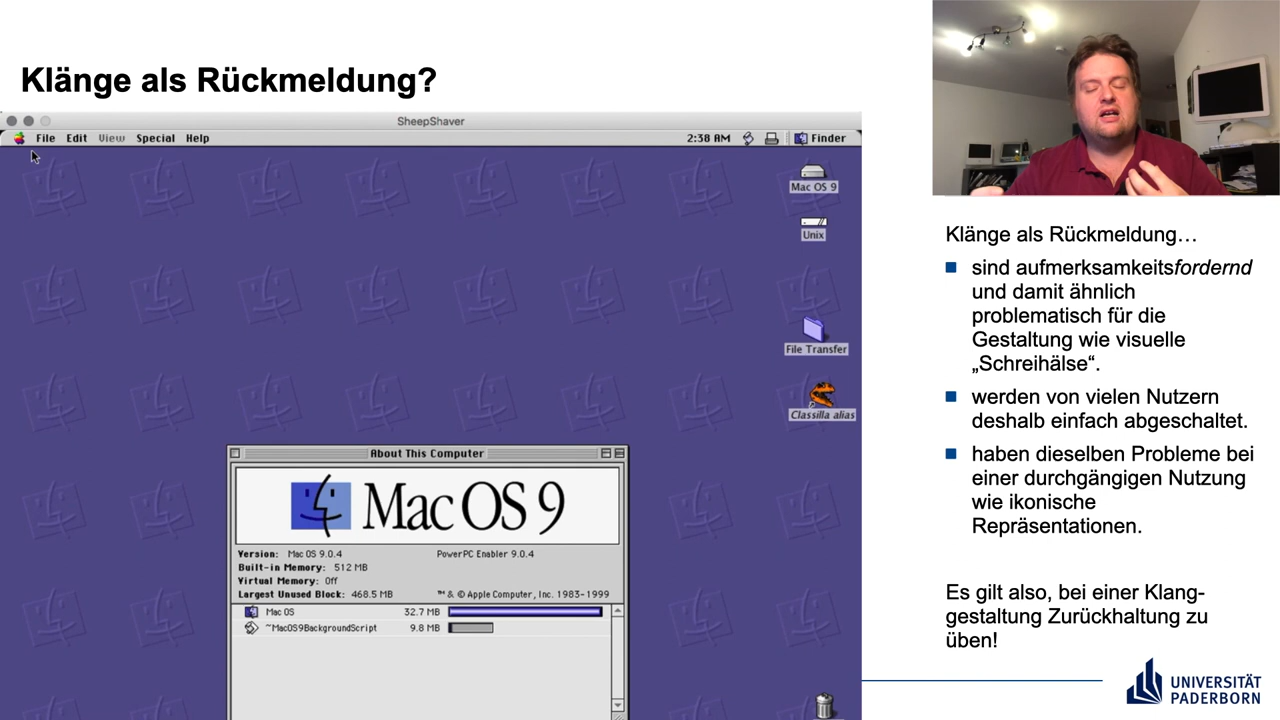 Klänge als Rückmeldung?
SheepShaver
File Edit View Special Help 2:38 AM Finder
Mac OS 9
Unix
File Transfer
Classilla alias
About This Computer
Mac OS 9
Version: Mac OS 9.0.4 PowerPC Enabler 9.0.4
Built-in Memory: 512 MB
Virtual Memory: Off
Largest Unused Block: 468.5 MB ™ & © Apple Computer, Inc. 1983-1999
Mac OS 32.7 MB
~MacOS9BackgroundScript 9.8 MB
Klänge als Rückmeldung…
sind aufmerksamkeitsfordernd
und damit ähnlich
problematisch für die
Gestaltung wie visuelle
„Schreihälse“.
werden von vielen Nutzern
deshalb einfach abgeschaltet.
haben dieselben Probleme bei
einer durchgängigen Nutzung
wie ikonische
Repräsentationen.
Es gilt also, bei einer Klang-
gestaltung Zurückhaltung zu
üben!
UNIVERSITÄT
PADERBORN